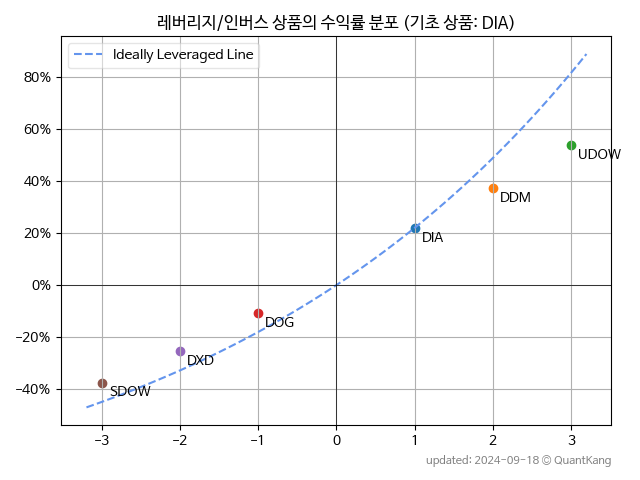 레버리지/인버스 상품의 수익률 분포 (기초 상품: DIA)
Ideally Leveraged Line
80%
60%
40%
20%
0%
−20%
−40%
UDOW
DDM
DIA
DOG
DXD
SDOW
−3 −2 −1 0 1 2 3
updated: 2024-09-18 © QuantKang